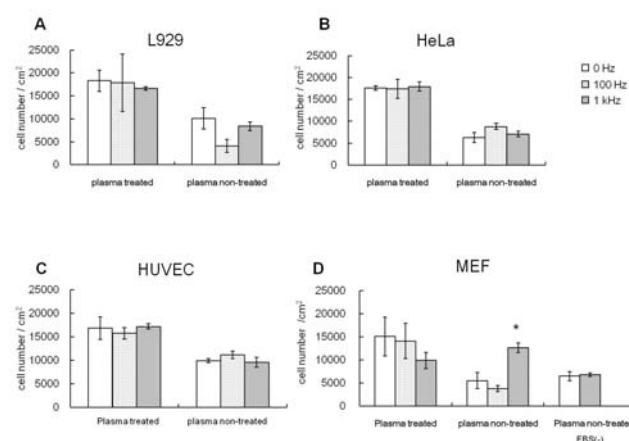 A
L929
25000
20000
15000
10000
5000
0
cell number / cm2
plasma treated
plasma non-treated
B
HeLa
25000
20000
15000
10000
5000
0
cell number / cm2
plasma treated
plasma non-treated
0 Hz
100 Hz
1 kHz
C
HUVEC
25000
20000
15000
10000
5000
0
cell number / cm2
Plasma treated
plasma non-treated
D
MEF
25000
20000
15000
10000
5000
0
cell number /cm2
*
Plasma treated
plasma non-treated
Plasma non-treate
FBS(-)